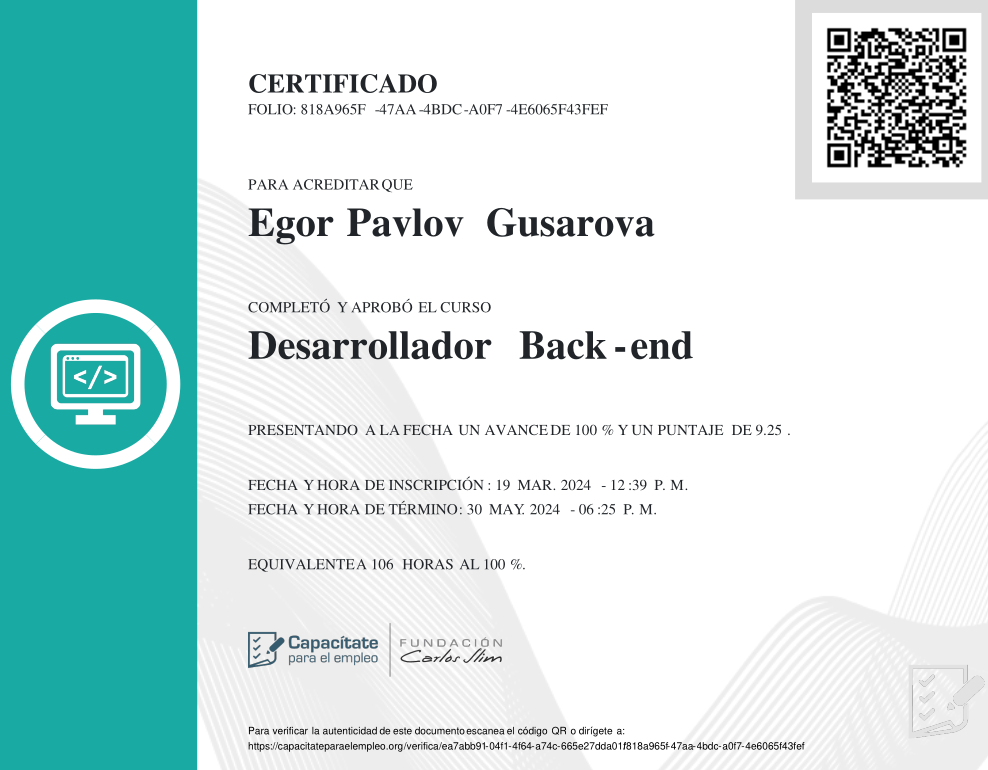 CERTIFICADO
FOLIO: 818A965F -47AA-4BDC-A0F7-4E6065F43FEF
PARA ACREDITAR QUE
Egor Pavlov Gusarova
COMPLETÓ Y APROBÓ EL CURSO
Desarrollador Back-end
PRESENTANDO A LA FECHA UN AVANCE DE 100 % Y UN PUNTAJE DE 9.25 .
FECHA Y HORA DE INSCRIPCIÓN : 19 MAR. 2024 - 12:39 P. M.
FECHA Y HORA DE TÉRMINO: 30 MAY. 2024 - 06:25 P. M.
EQUIVALENTE A 106 HORAS AL 100 %.
</>
Capacítate
para el empleo
FUNDACIÓN
Carlos Slim
Para verificar la autenticidad de este documento escanea el código QR o dirígete a:
https://capacitateparaelempleo.org/verifica/ea7abb91-04f1-4f64-a74c-665e27dda01f/818a965f-47aa-4bdc-a0f7-4e6065f43fef